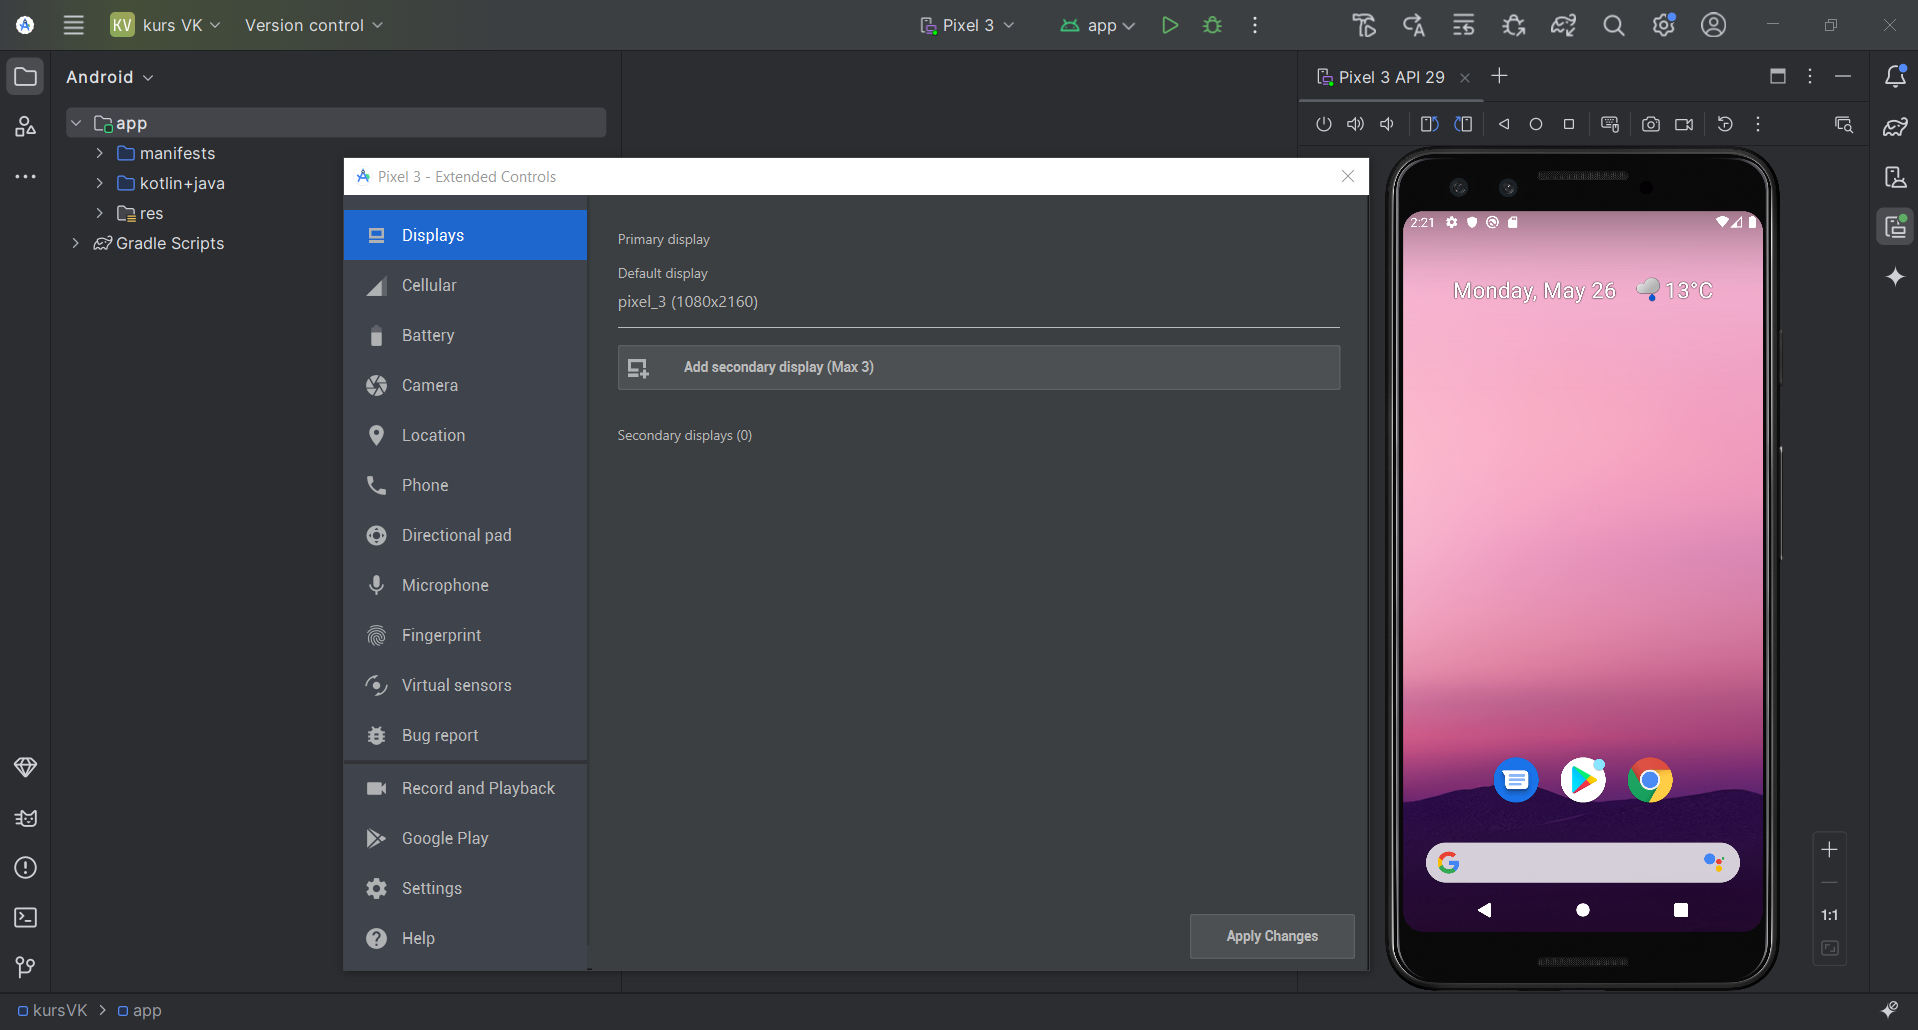 KV kurs VK Version control Pixel 3 app
Android
Pixel 3 API 29
app
manifests
kotlin+java
res
Gradle Scripts
Pixel 3 - Extended Controls
Displays
Cellular
Battery
Camera
Location
Phone
Directional pad
Microphone
Fingerprint
Virtual sensors
Bug report
Record and Playback
Google Play
Settings
Help
Primary display
Default display
pixel_3 (1080x2160)
Add secondary display (Max 3)
Secondary displays (0)
Apply Changes
2:21
Monday, May 26 13°C
1:1
kursVK > app